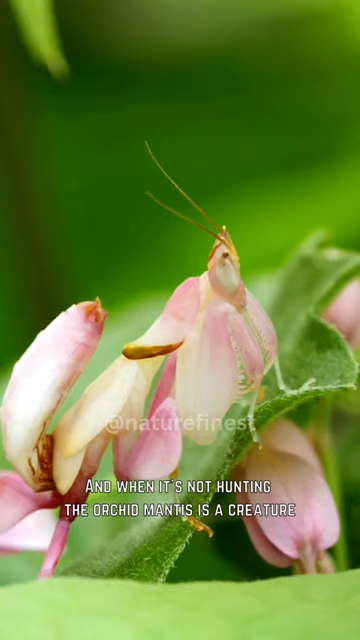 @naturefinest
And when it's not hunting
the orchid mantis is a creature